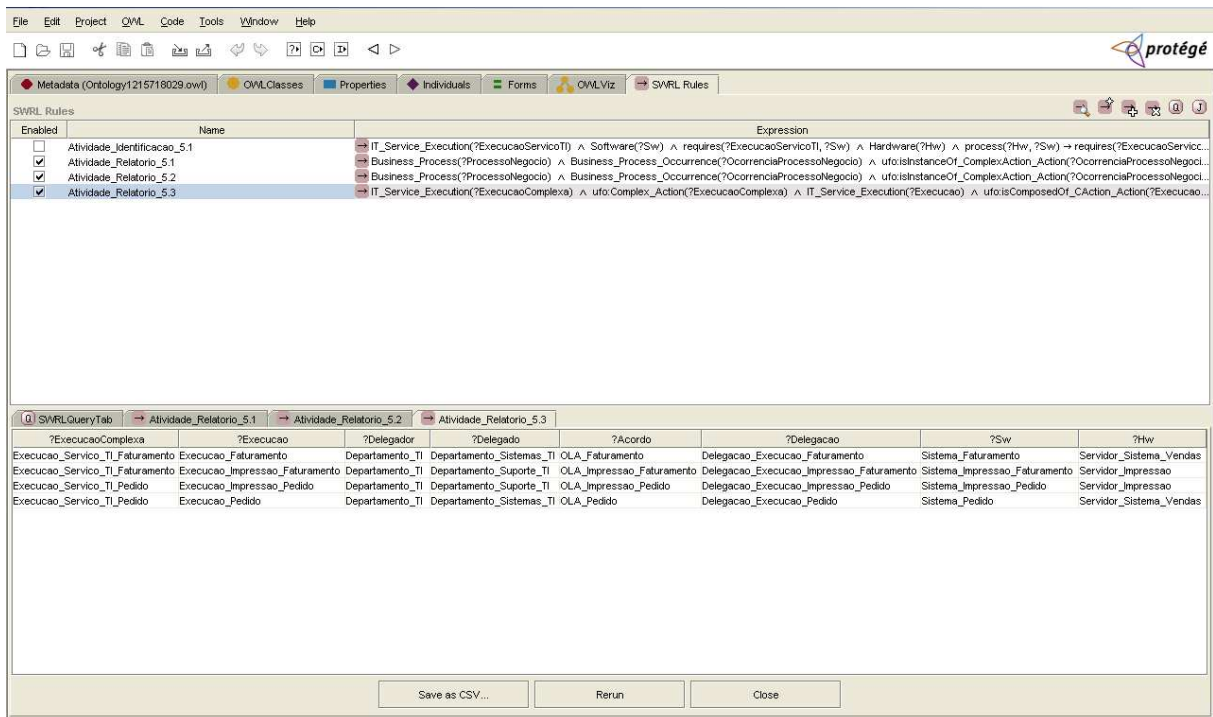 File Edit Project OWL Code Tools Window Help
protégé
Metadata (Ontology1215718029.owl) OWLClasses Properties Individuals Forms OWLViz SWRL Rules
SWRL Rules
Enabled Name Expression
Atividade_Identificacao_5.1 → IT_Service_Execution(?ExecucaoServicoTI) ∧ Software(?Sw) ∧ requires(?ExecucaoServicoTI, ?Sw) ∧ Hardware(?Hw) ∧ process(?Hw, ?Sw) → requires(?ExecucaoServicc...
Atividade_Relatorio_5.1 → Business_Process(?ProcessoNegocio) ∧ Business_Process_Occurrence(?OcorrenciaProcessoNegocio) ∧ ufo:isInstanceOf_ComplexAction_Action(?OcorrenciaProcessoNegoci...
Atividade_Relatorio_5.2 → Business_Process(?ProcessoNegocio) ∧ Business_Process_Occurrence(?OcorrenciaProcessoNegocio) ∧ ufo:isInstanceOf_ComplexAction_Action(?OcorrenciaProcessoNegoci...
Atividade_Relatorio_5.3 → IT_Service_Execution(?ExecucaoComplexa) ∧ ufo:Complex_Action(?ExecucaoComplexa) ∧ IT_Service_Execution(?Execucao) ∧ ufo:isComposedOf_CAction_Action(?Execucao...
SWRLQueryTab → Atividade_Relatorio_5.1 → Atividade_Relatorio_5.2 → Atividade_Relatorio_5.3
?ExecucaoComplexa ?Execucao ?Delegador ?Delegado ?Acordo ?Delegacao ?Sw ?Hw
Execucao_Servico_TI_Faturamento Execucao_Faturamento Departamento_TI Departamento_Sistemas_TI OLA_Faturamento Delegacao_Execucao_Faturamento Sistema_Faturamento Servidor_Sistema_Vendas
Execucao_Servico_TI_Faturamento Execucao_Impressao_Faturamento Departamento_TI Departamento_Suporte_TI OLA_Impressao_Faturamento Delegacao_Execucao_Impressao_Faturamento Sistema_Impressao_Faturamento Servidor_Impressao
Execucao_Servico_TI_Pedido Execucao_Impressao_Pedido Departamento_TI Departamento_Suporte_TI OLA_Impressao_Pedido Delegacao_Execucao_Impressao_Pedido Sistema_Impressao_Pedido Servidor_Impressao
Execucao_Servico_TI_Pedido Execucao_Pedido Departamento_TI Departamento_Sistemas_TI OLA_Pedido Delegacao_Execucao_Pedido Sistema_Pedido Servidor_Sistema_Vendas
Save as CSV... Rerun Close